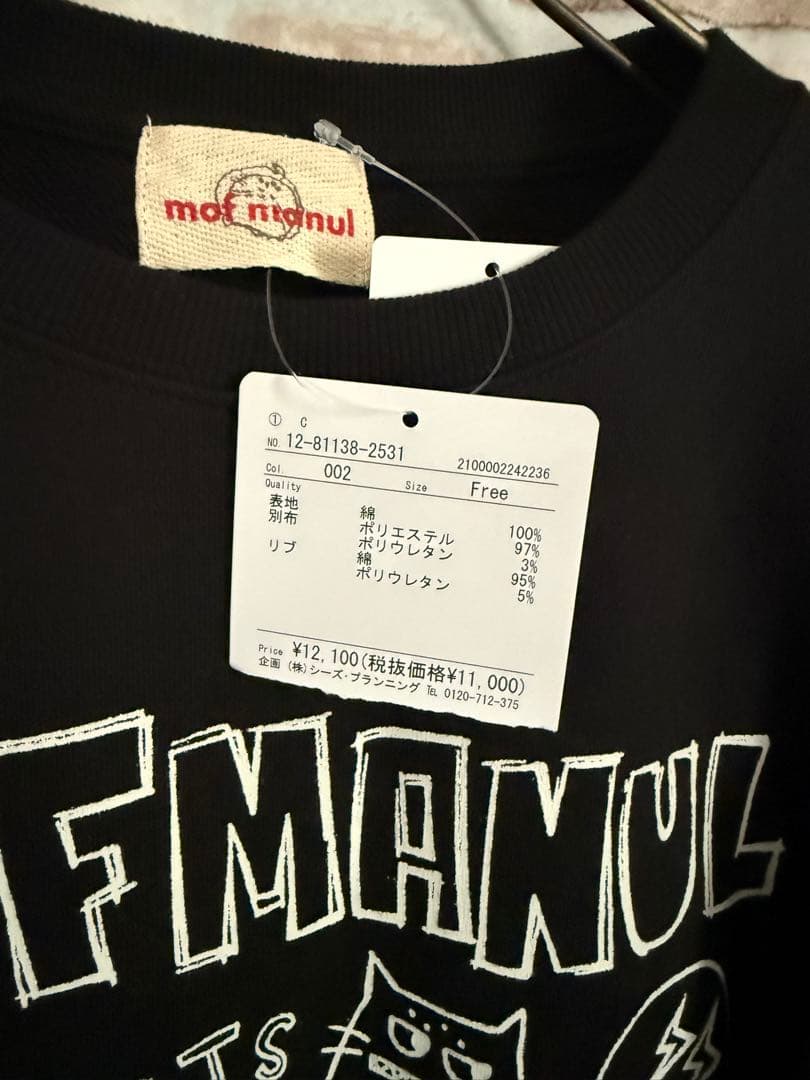 mof manul
① C
NO. 12-81138-2531 2100002242236
Col. 002 Size Free
Quality
表地 綿 100%
別布 ポリエステル 97%
ポリウレタン 3%
リブ 綿 95%
ポリウレタン 5%
Price ¥12,100(税抜価格¥11,000)
企画 (株)シーズ・プランニング ℡ 0120-712-375
FMANUL
IS